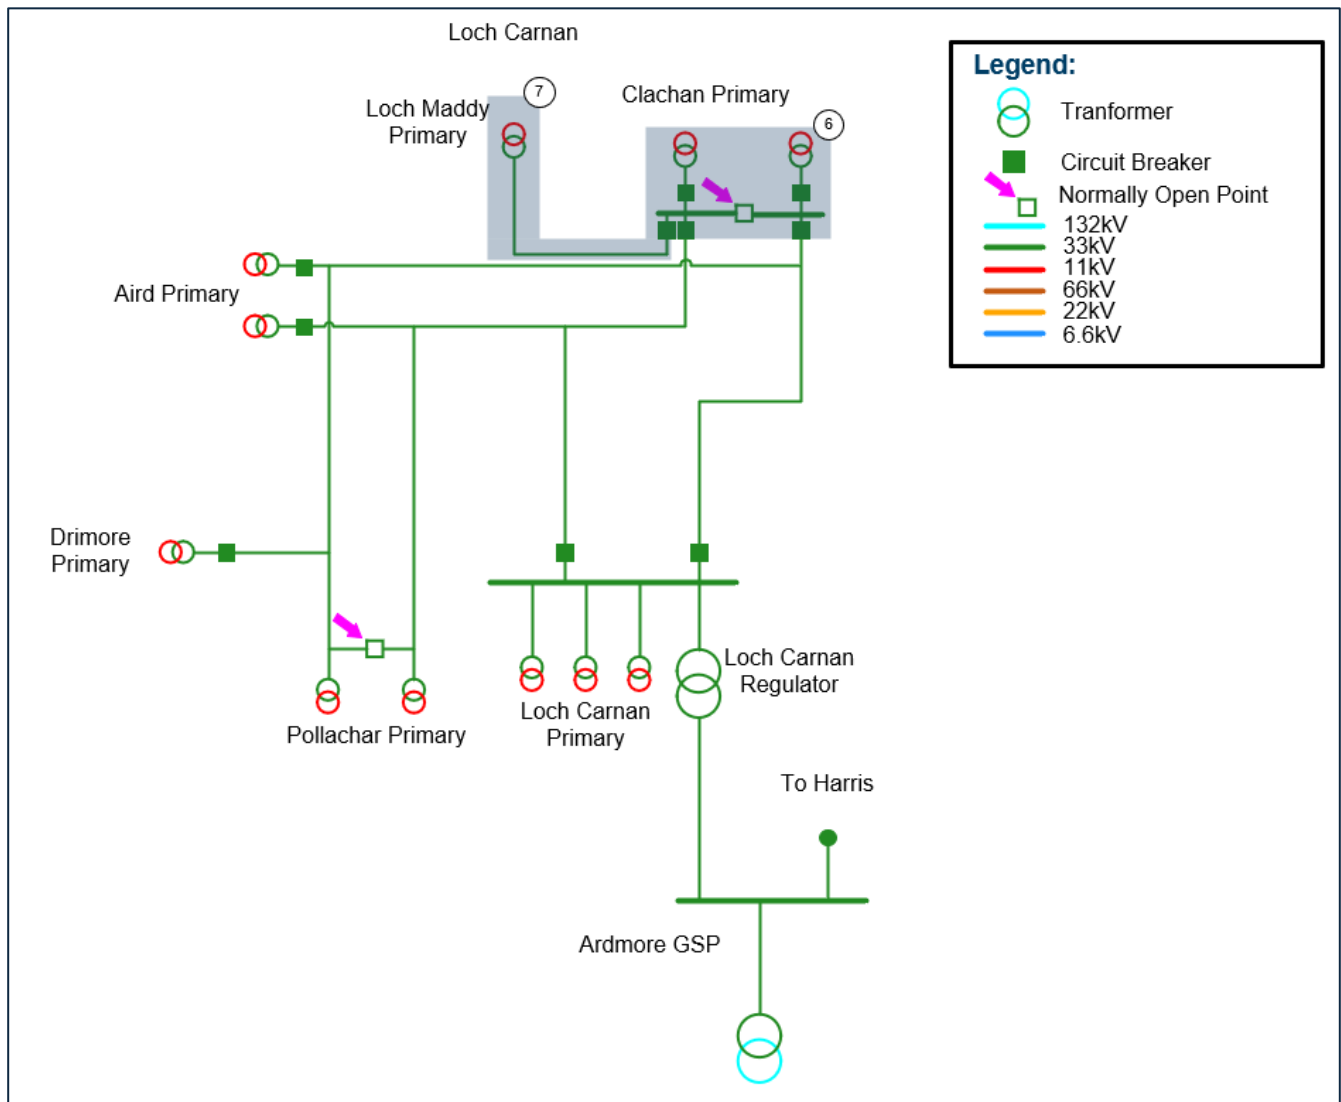 Loch Carnan
Loch Maddy
Primary
7
Clachan Primary
6
Legend:
Tranformer
Circuit Breaker
Normally Open Point
132kV
33kV
11kV
66kV
22kV
6.6kV
Aird Primary
Drimore
Primary
Pollachar Primary
Loch Carnan
Primary
Loch Carnan
Regulator
To Harris
Ardmore GSP